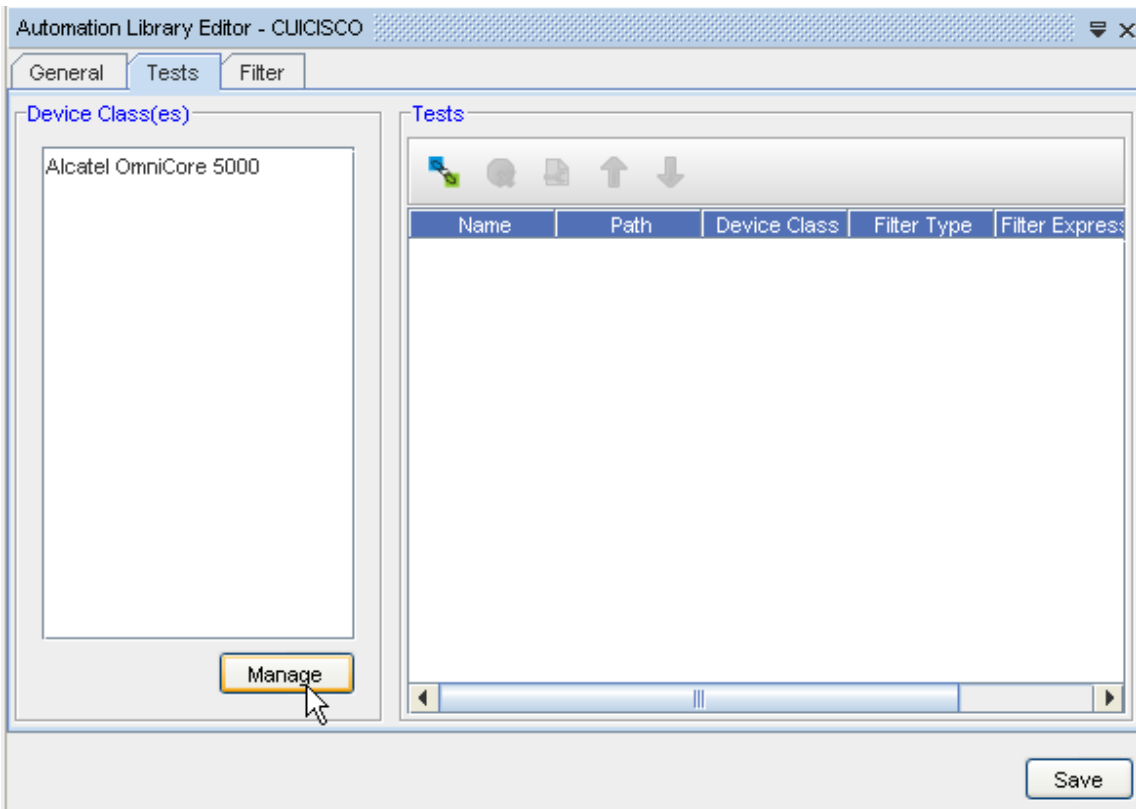 Automation Library Editor - CUICISCO
General Tests Filter
Device Class(es)
Alcatel OmniCore 5000
Manage
Tests
Name Path Device Class Filter Type Filter Express
Save